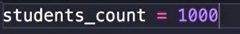 students_count = 1000